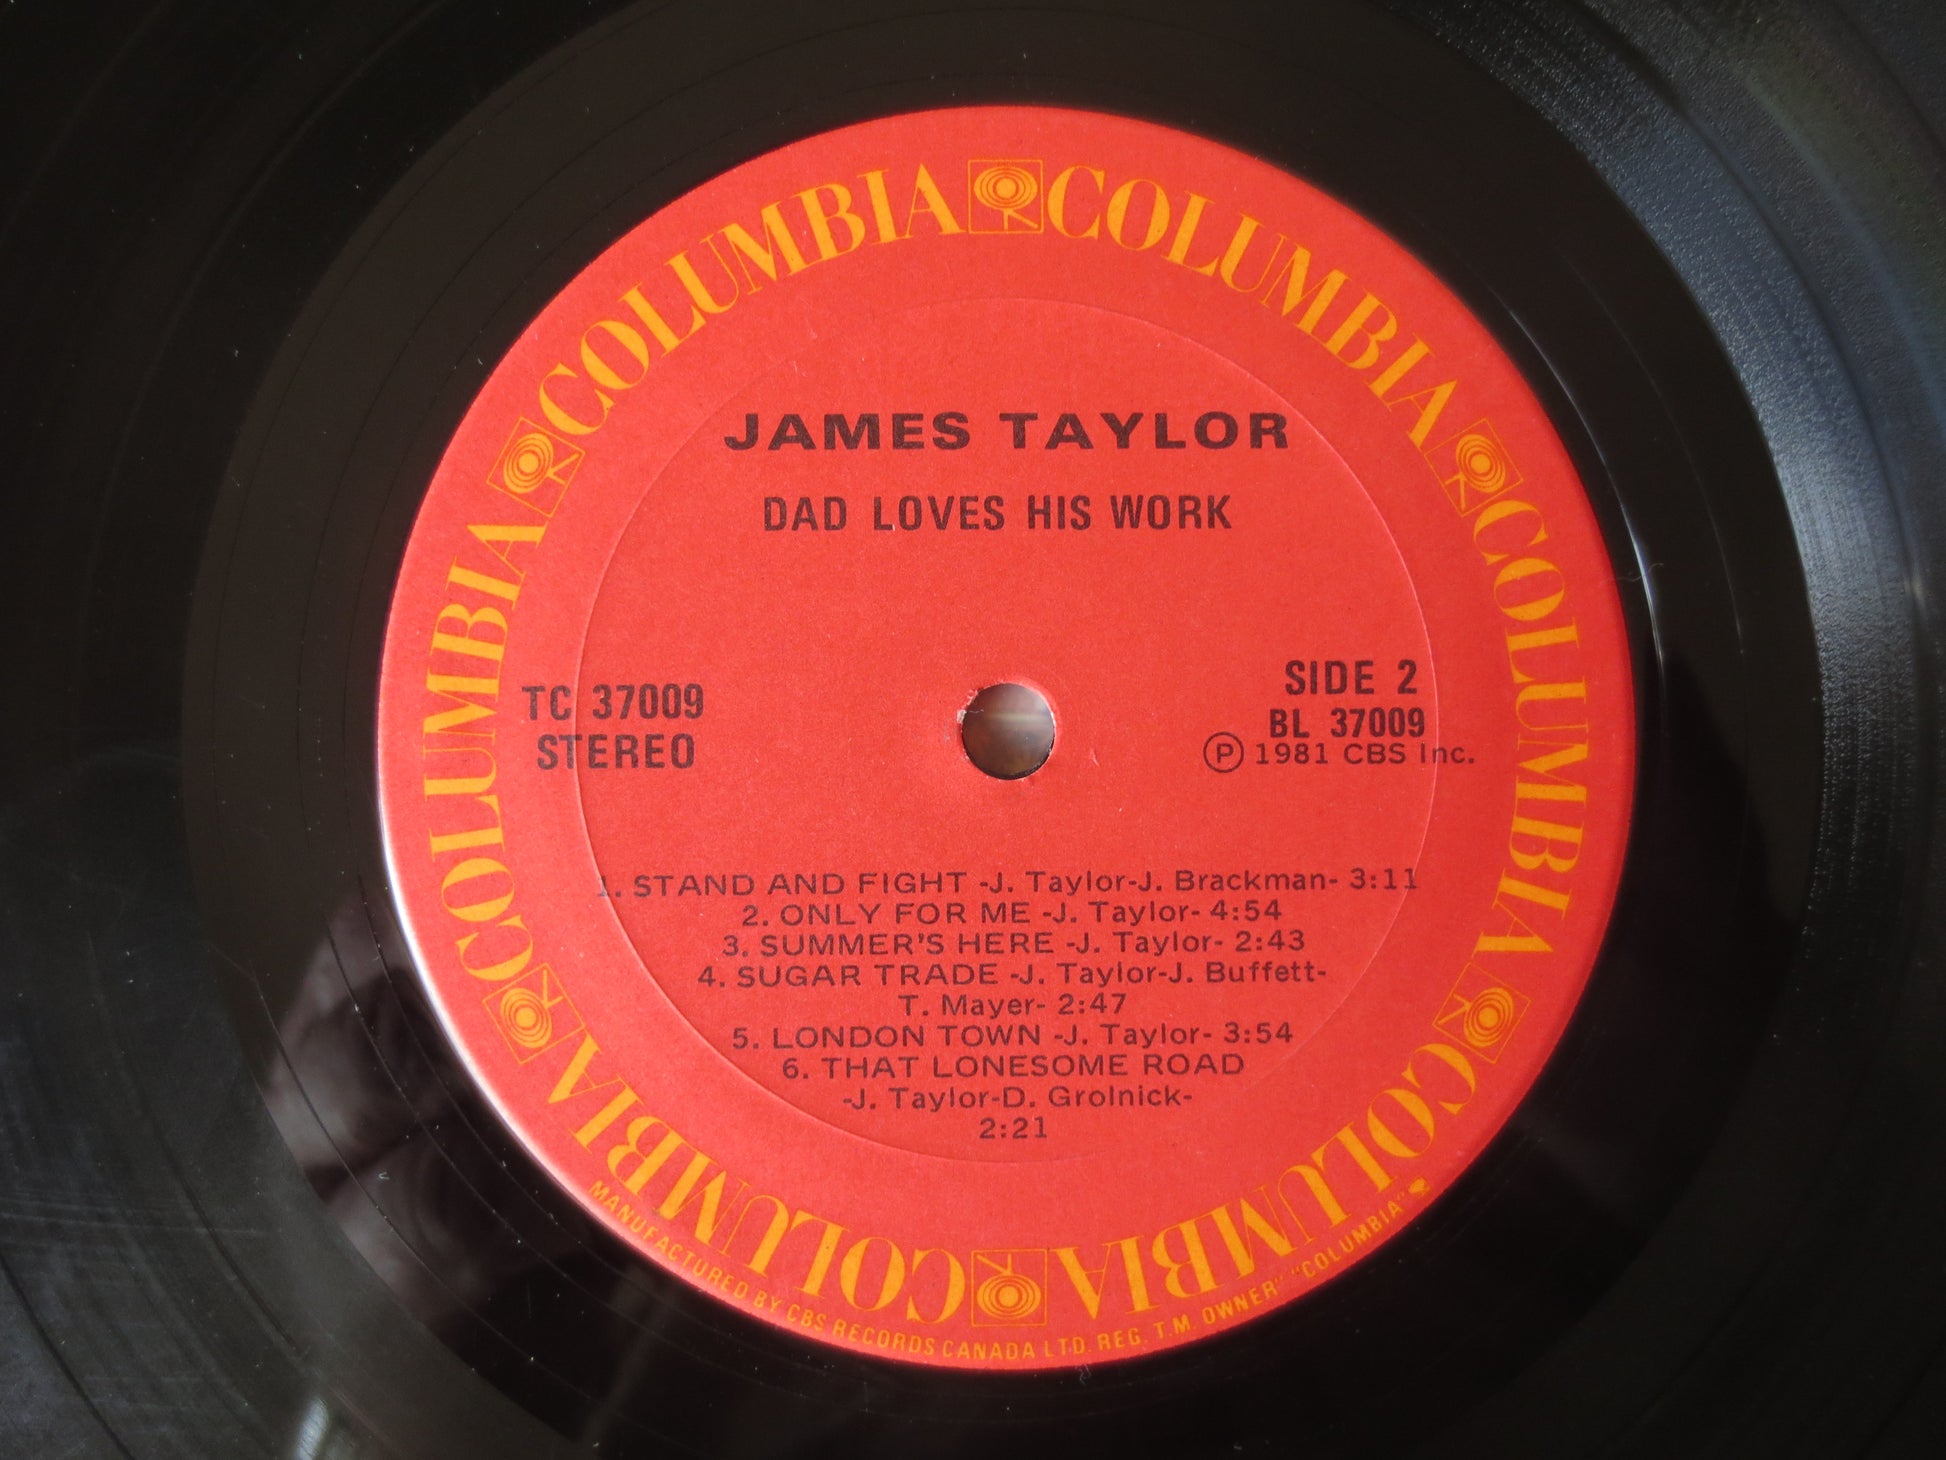 COLUMBIA COLUMBIA COLUMBIA COLUMBIA COLUMBIA COLUMBIA COLUMBIA COLUMBIA
JAMES TAYLOR
DAD LOVES HIS WORK
TC 37009
STEREO
SIDE 2
BL 37009
Ⓟ 1981 CBS Inc.
1. STAND AND FIGHT -J. Taylor-J. Brackman- 3:11
2. ONLY FOR ME -J. Taylor- 4:54
3. SUMMER'S HERE -J. Taylor- 2:43
4. SUGAR TRADE -J. Taylor-J. Buffett-
T. Mayer- 2:47
5. LONDON TOWN -J. Taylor- 3:54
6. THAT LONESOME ROAD
-J. Taylor-D. Grolnick-
2:21
MANUFACTURED BY CBS RECORDS CANADA LTD. REG. T.M. OWNER" "COLUMBIA"